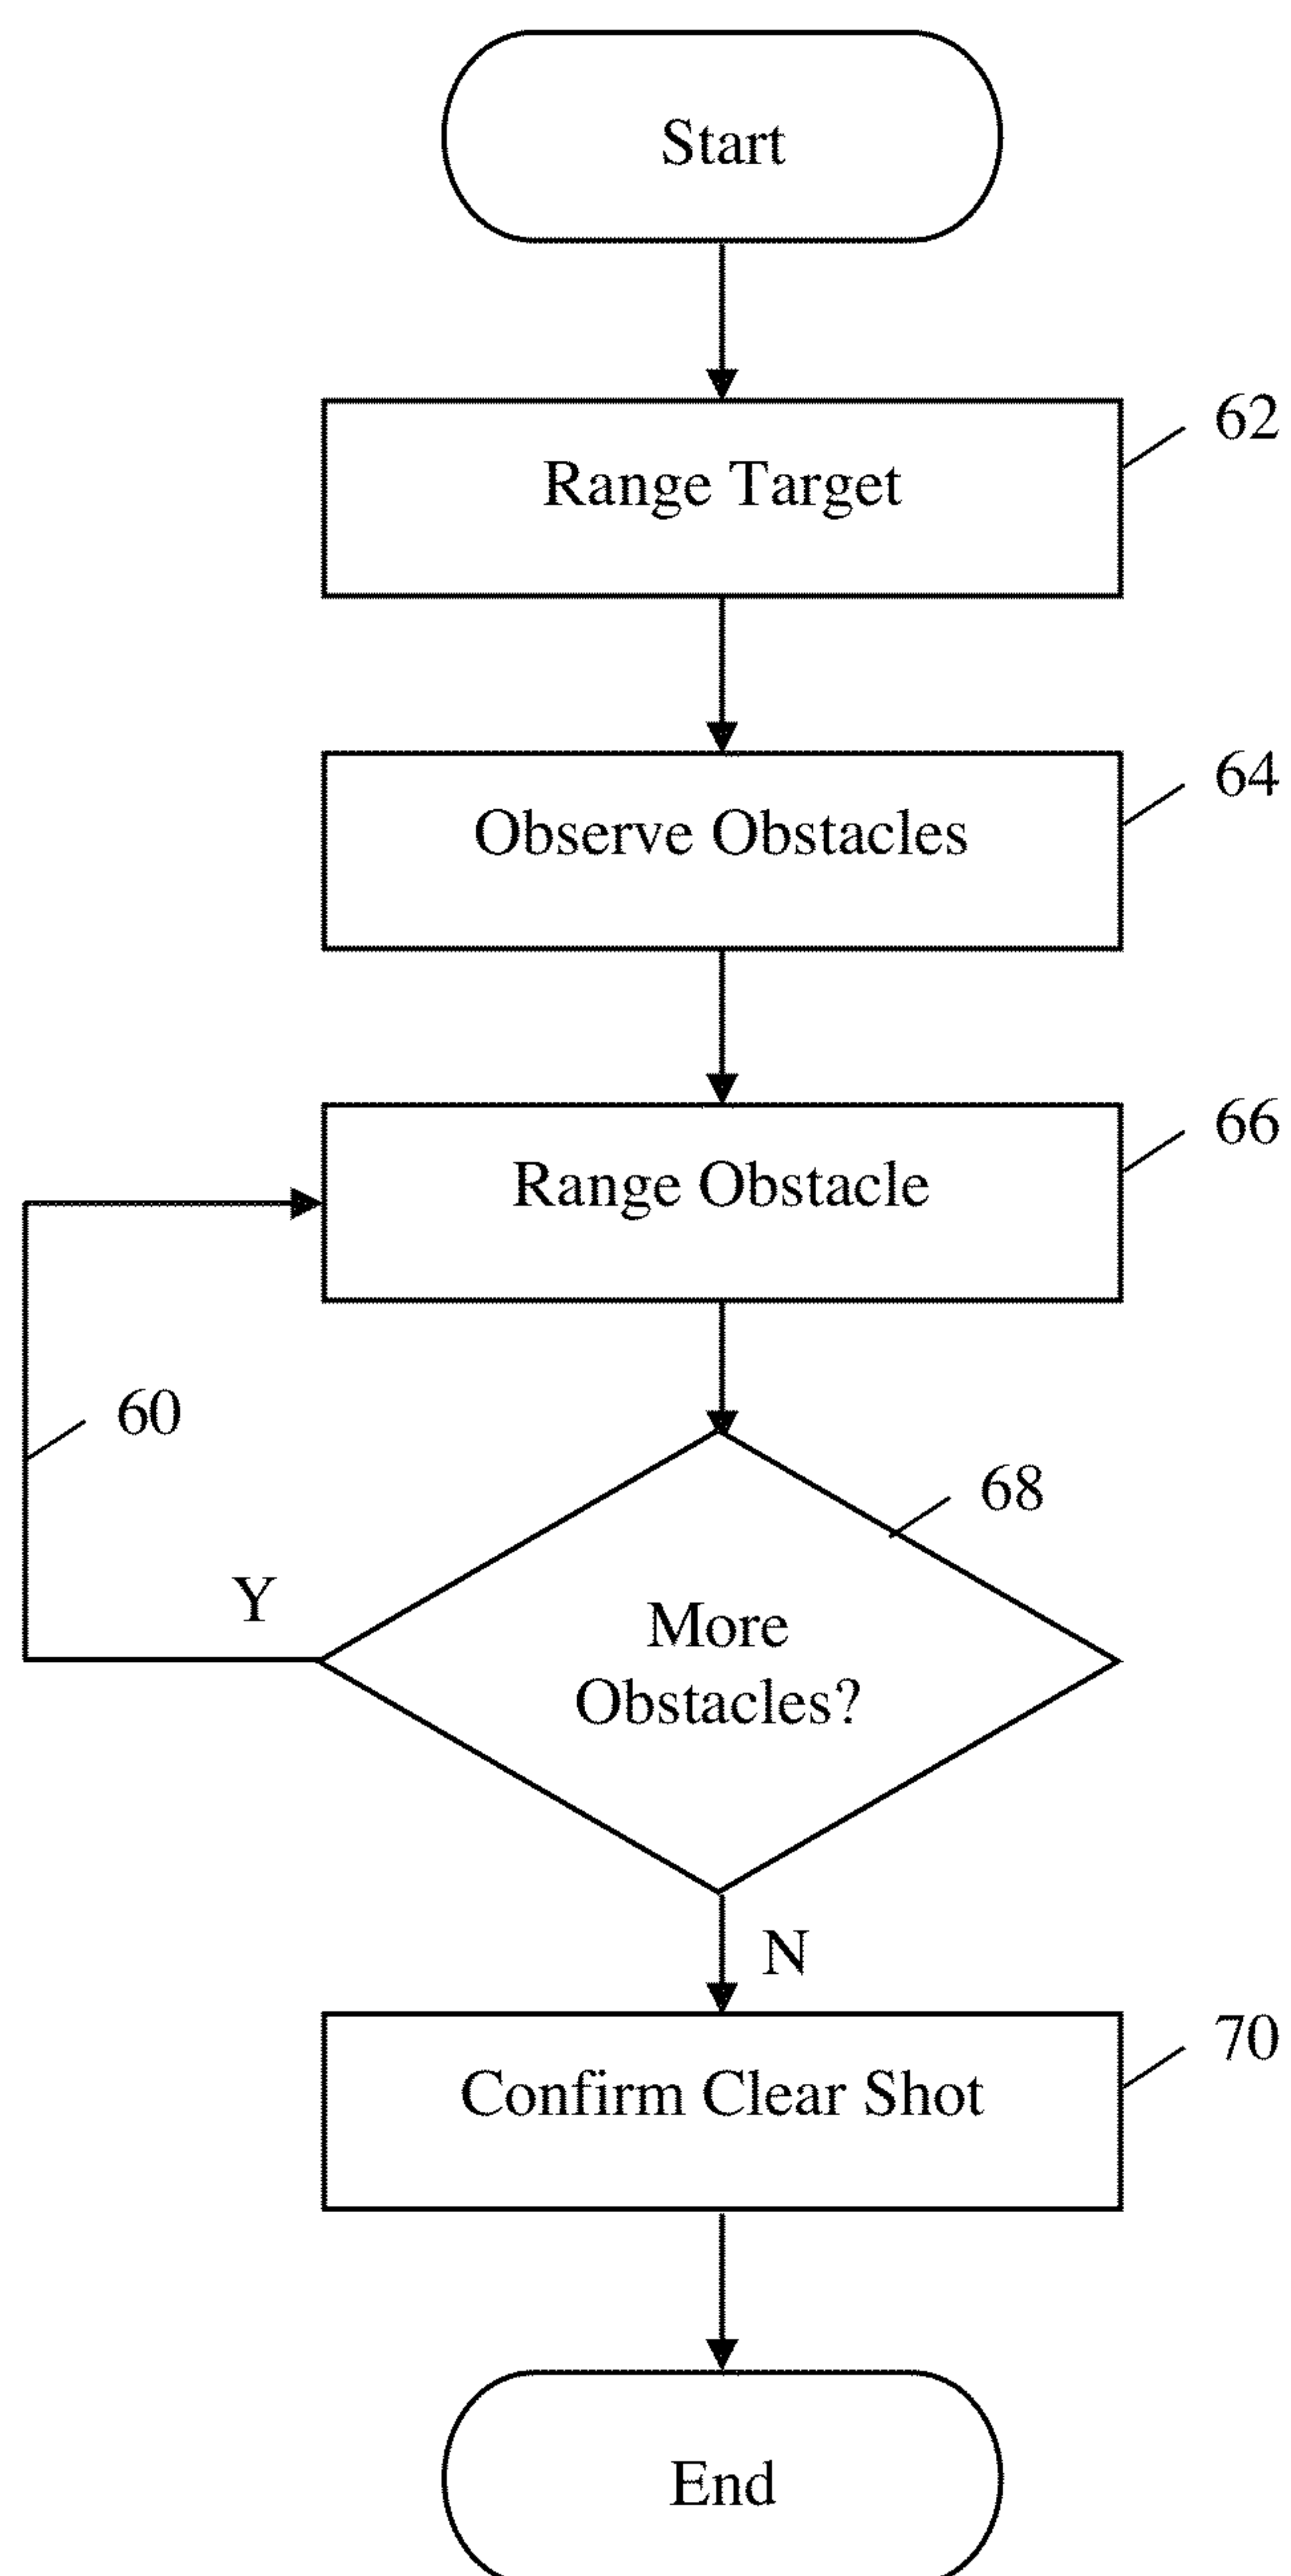 Start
62
Range Target
64
Observe Obstacles
66
Range Obstacle
60
68
Y
More
Obstacles?
N
70
Confirm Clear Shot
End